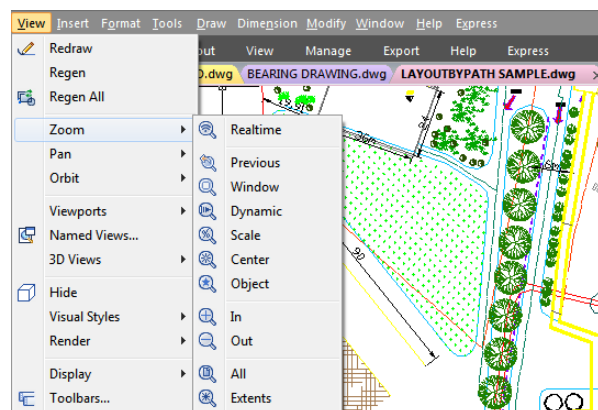 View Insert Format Tools Draw Dimension Modify Window Help Express
Redraw
out View Manage Export Help Express
Regen
D.dwg BEARING DRAWING.dwg LAYOUTBYPATH SAMPLE.dwg
Regen All
Zoom
Realtime
Pan
Previous
Orbit
Window
Viewports
Dynamic
Named Views...
Scale
3D Views
Center
Object
Hide
Visual Styles
In
Render
Out
Display
All
Toolbars...
Extents
90